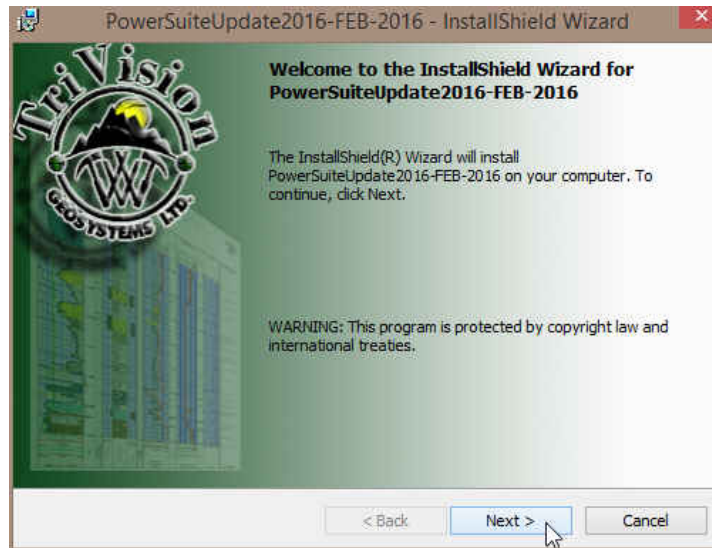 PowerSuiteUpdate2016-FEB-2016 - InstallShield Wizard
TriVision
TWT
GEOSYSTEMS LTD.
Welcome to the InstallShield Wizard for
PowerSuiteUpdate2016-FEB-2016
The InstallShield(R) Wizard will install
PowerSuiteUpdate2016-FEB-2016 on your computer. To
continue, click Next.
WARNING: This program is protected by copyright law and
international treaties.
< Back
Next >
Cancel